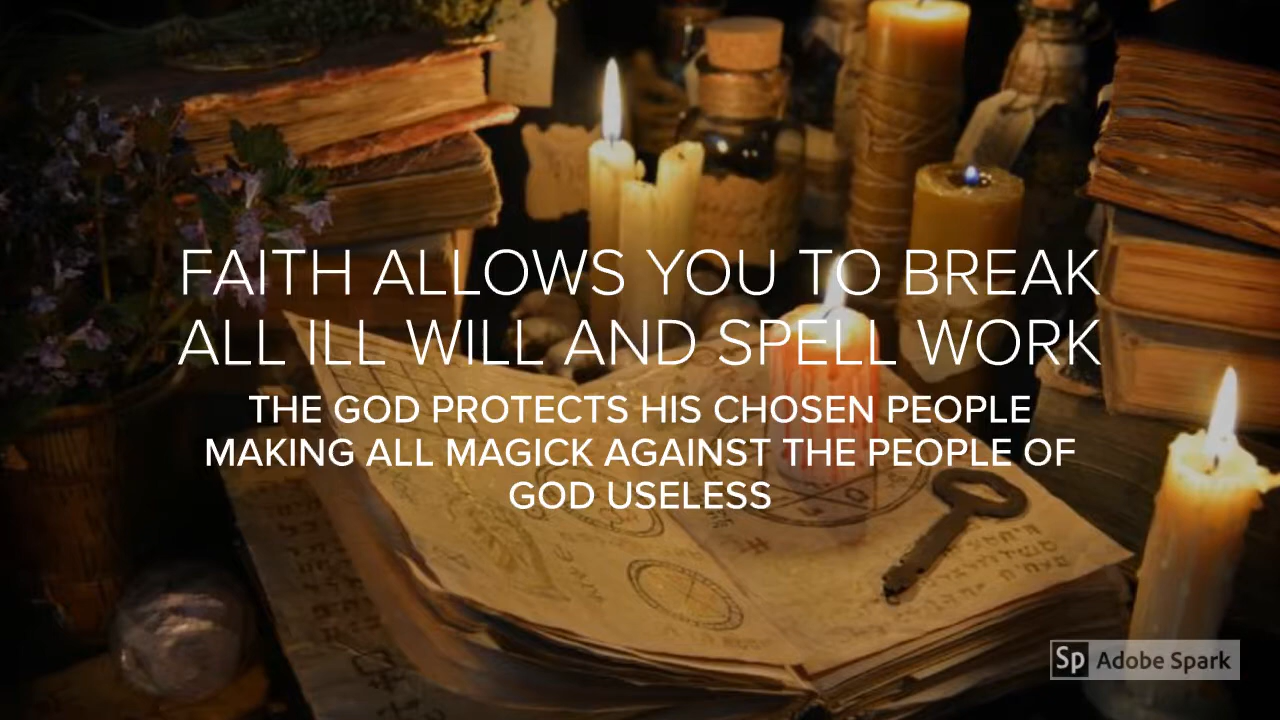 FAITH ALLOWS YOU TO BREAK
ALL ILL WILL AND SPELL WORK
THE GOD PROTECTS HIS CHOSEN PEOPLE
MAKING ALL MAGICK AGAINST THE PEOPLE OF
GOD USELESS
Sp Adobe Spark